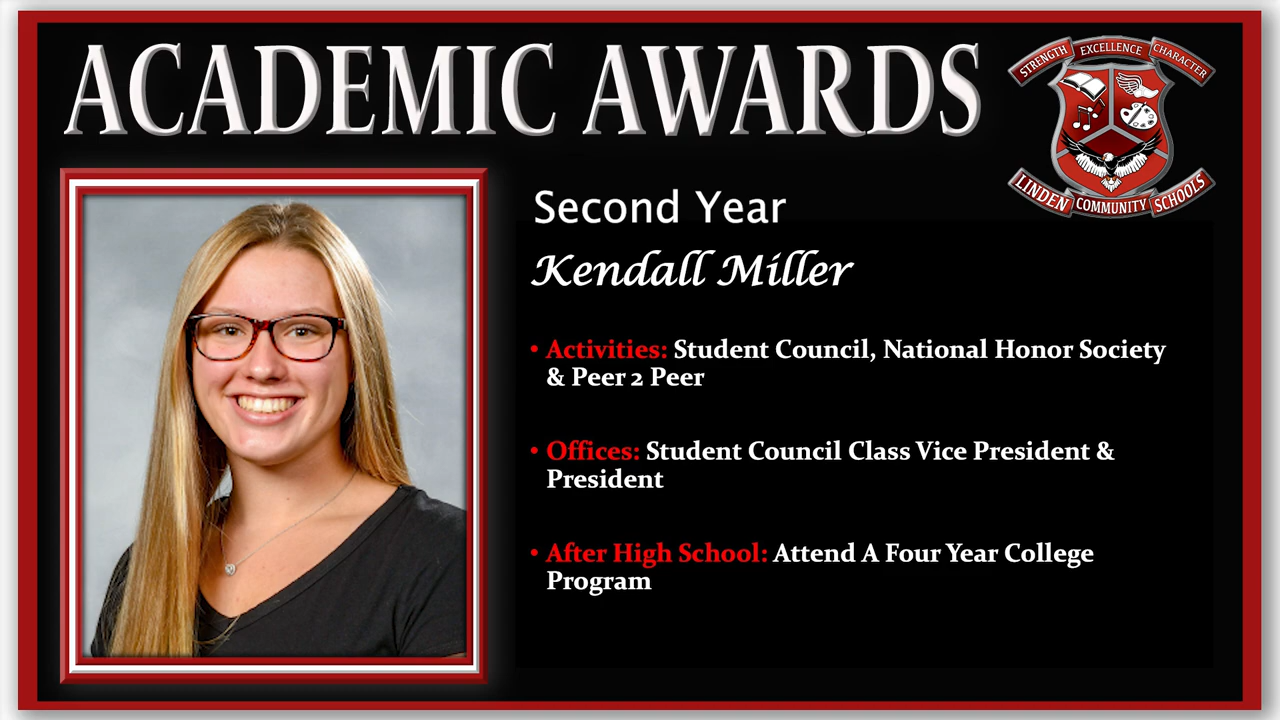 ACADEMIC AWARDS
STRENGTH EXCELLENCE CHARACTER
LINDEN COMMUNITY SCHOOLS
Second Year
Kendall Miller
• Activities: Student Council, National Honor Society
& Peer 2 Peer
• Offices: Student Council Class Vice President &
President
• After High School: Attend A Four Year College
Program